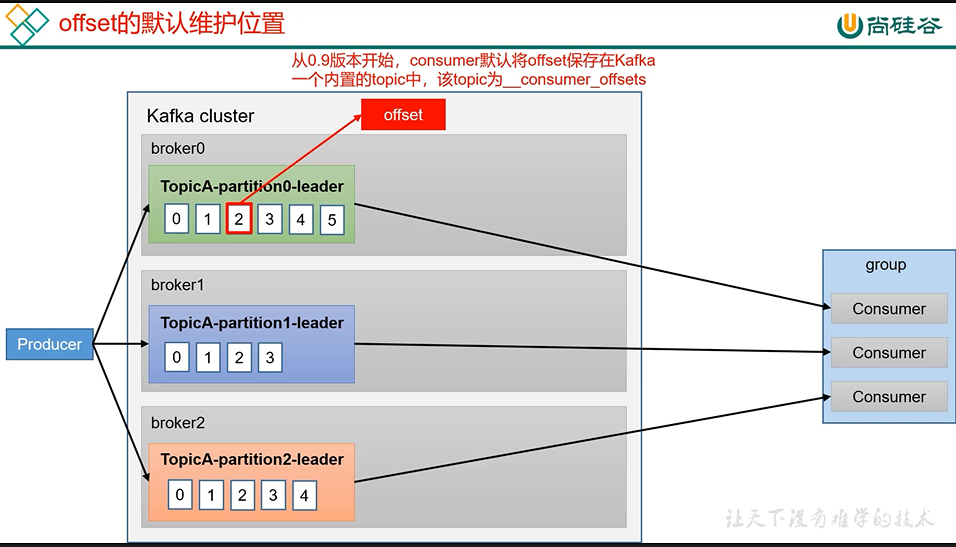 offset的默认维护位置
尚硅谷
从0.9版本开始，consumer默认将offset保存在Kafka
一个内置的topic中，该topic为__consumer_offsets
Kafka cluster
offset
broker0
TopicA-partition0-leader
0 1 2 3 4 5
broker1
TopicA-partition1-leader
0 1 2 3
broker2
TopicA-partition2-leader
0 1 2 3 4
Producer
group
Consumer
Consumer
Consumer
让天下没有难学的技术